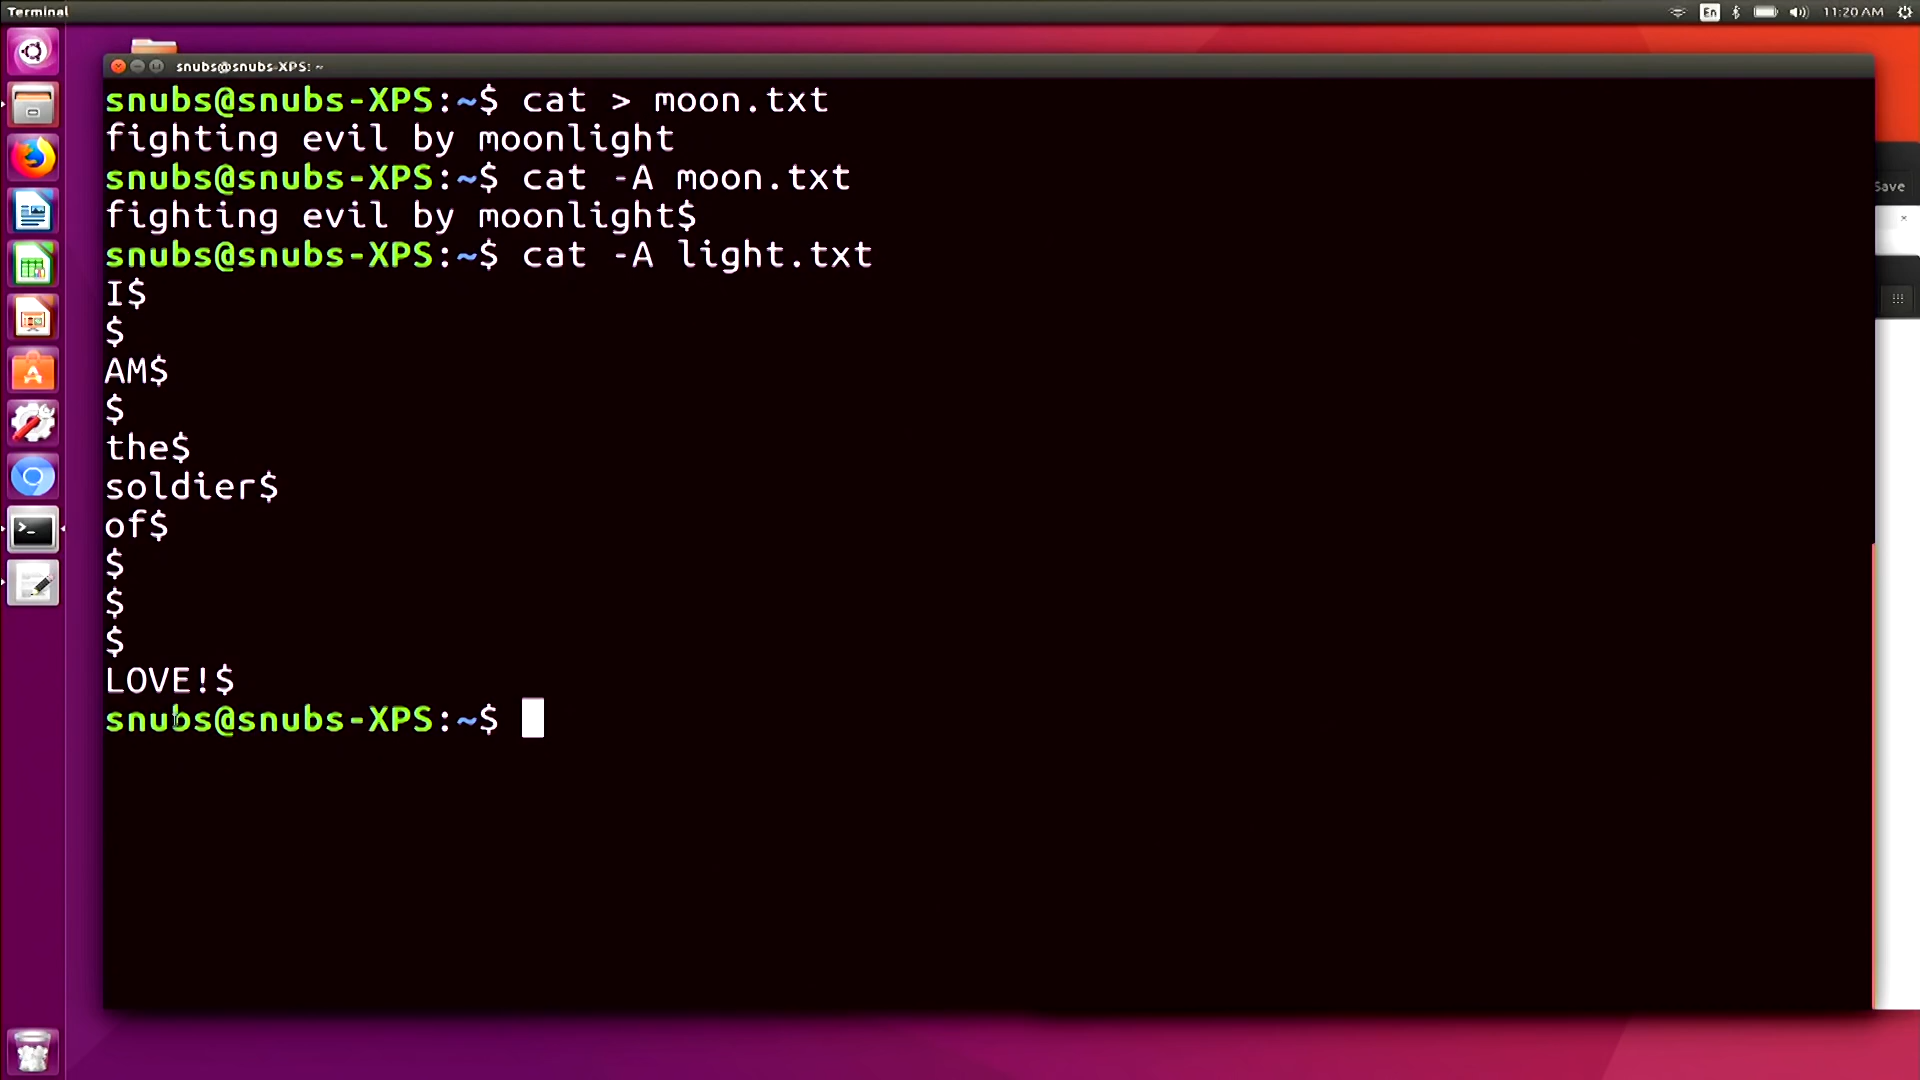 Terminal
En
11:20 AM
snubs@snubs-XPS: ~
snubs@snubs-XPS:~$ cat > moon.txt
fighting evil by moonlight
snubs@snubs-XPS:~$ cat -A moon.txt
fighting evil by moonlight$
snubs@snubs-XPS:~$ cat -A light.txt
I$
$
AM$
$
the$
soldier$
of$
$
$
$
LOVE!$
snubs@snubs-XPS:~$
Save